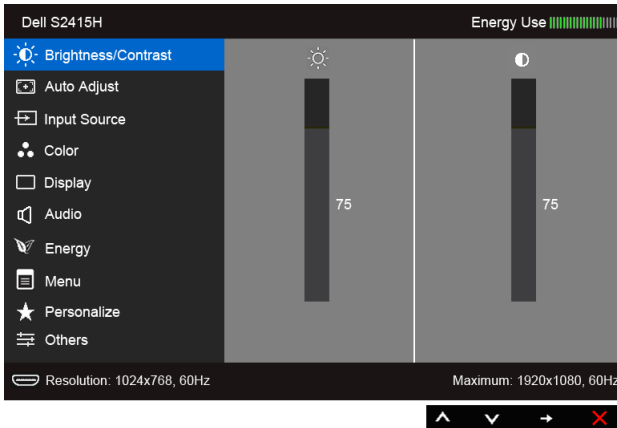 Dell S2415H
Energy Use
Brightness/Contrast
Auto Adjust
Input Source
Color
Display
Audio
Energy
Menu
Personalize
Others
75
75
Resolution: 1024x768, 60Hz
Maximum: 1920x1080, 60Hz